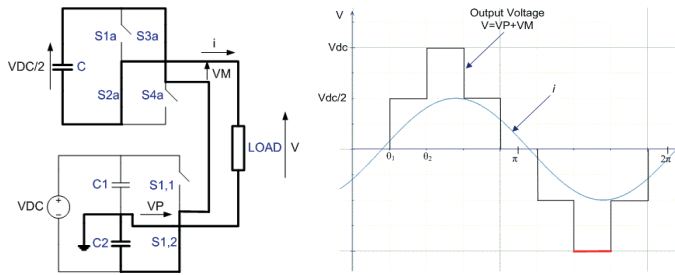 S1a
S3a
i
VDC/2
C
VM
S2a
S4a
LOAD
V
C1
S1,1
VDC
VP
C2
S1,2
V
Output Voltage
V=VP+VM
Vdc
i
Vdc/2
θ1
θ2
π
2π